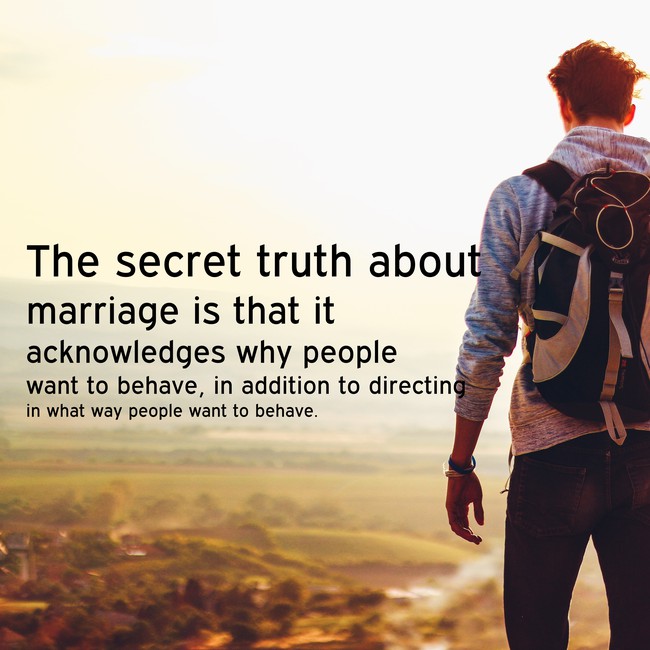 The secret truth about
marriage is that it
acknowledges why people
want to behave, in addition to directing
in what way people want to behave.